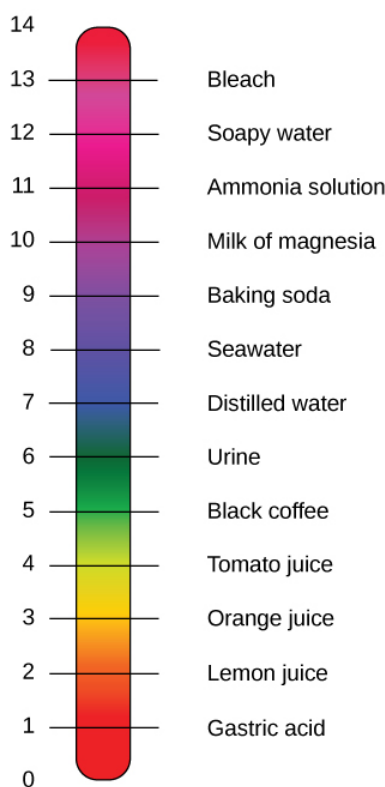 14
13 Bleach
12 Soapy water
11 Ammonia solution
10 Milk of magnesia
9 Baking soda
8 Seawater
7 Distilled water
6 Urine
5 Black coffee
4 Tomato juice
3 Orange juice
2 Lemon juice
1 Gastric acid
0